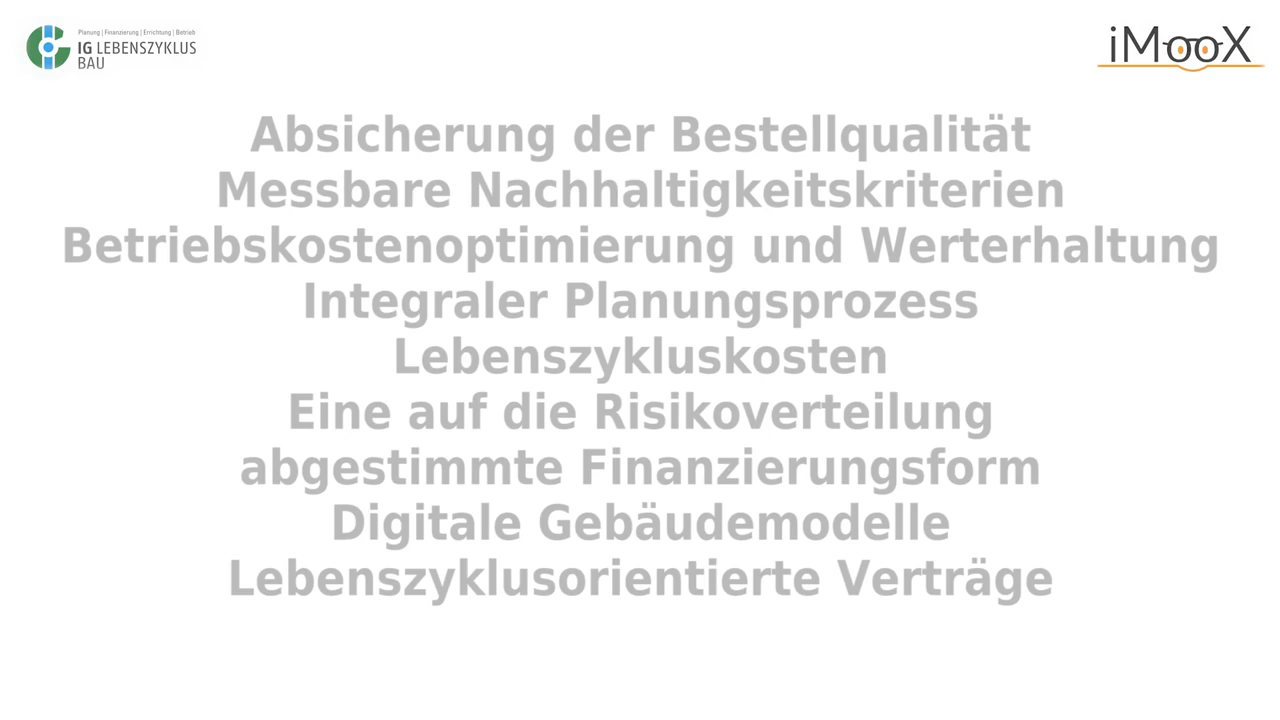 Planung | Finanzierung | Errichtung | Betrieb
IG LEBENSZYKLUS
BAU
iMooX
Absicherung der Bestellqualität
Messbare Nachhaltigkeitskriterien
Betriebskostenoptimierung und Werterhaltung
Integraler Planungsprozess
Lebenszykluskosten
Eine auf die Risikoverteilung
abgestimmte Finanzierungsform
Digitale Gebäudemodelle
Lebenszyklusorientierte Verträge